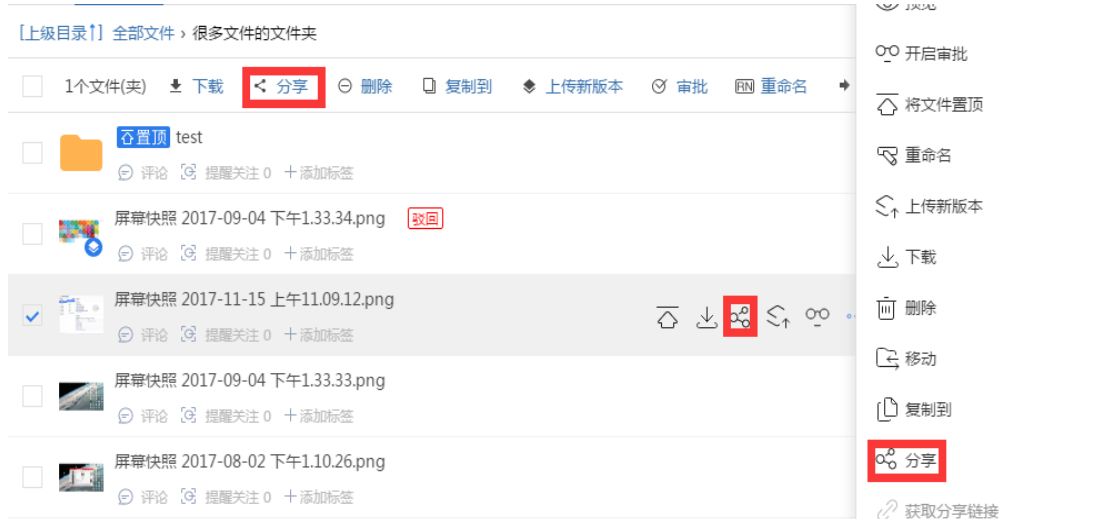 [上级目录↑] 全部文件 › 很多文件的文件夹
1个文件(夹) 下载 分享 删除 复制到 上传新版本 审批 RN 重命名
置顶 test
评论 提醒关注 0 +添加标签
屏幕快照 2017-09-04 下午1.33.34.png 驳回
评论 提醒关注 0 +添加标签
屏幕快照 2017-11-15 上午11.09.12.png
评论 提醒关注 0 +添加标签
屏幕快照 2017-09-04 下午1.33.33.png
评论 提醒关注 0 +添加标签
屏幕快照 2017-08-02 下午1.10.26.png
评论 提醒关注 0 +添加标签
预览
开启审批
将文件置顶
重命名
上传新版本
下载
删除
移动
复制到
分享
获取分享链接